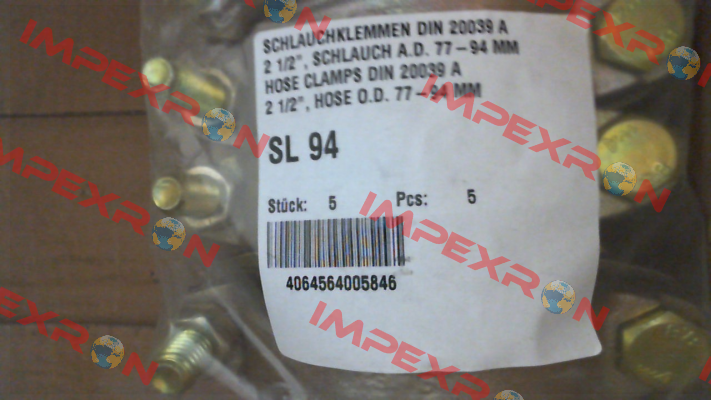 SCHLAUCHKLEMMEN DIN 20039 A
2 1/2", SCHLAUCH A.D. 77-94 MM
HOSE CLAMPS DIN 20039 A
2 1/2", HOSE O.D. 77-94 MM
SL 94
Stück: 5 Pcs: 5
4064564005846
IMPEXRON
IMPEXRON
IMPEXRON
IMPEXRON
IMPEXRON